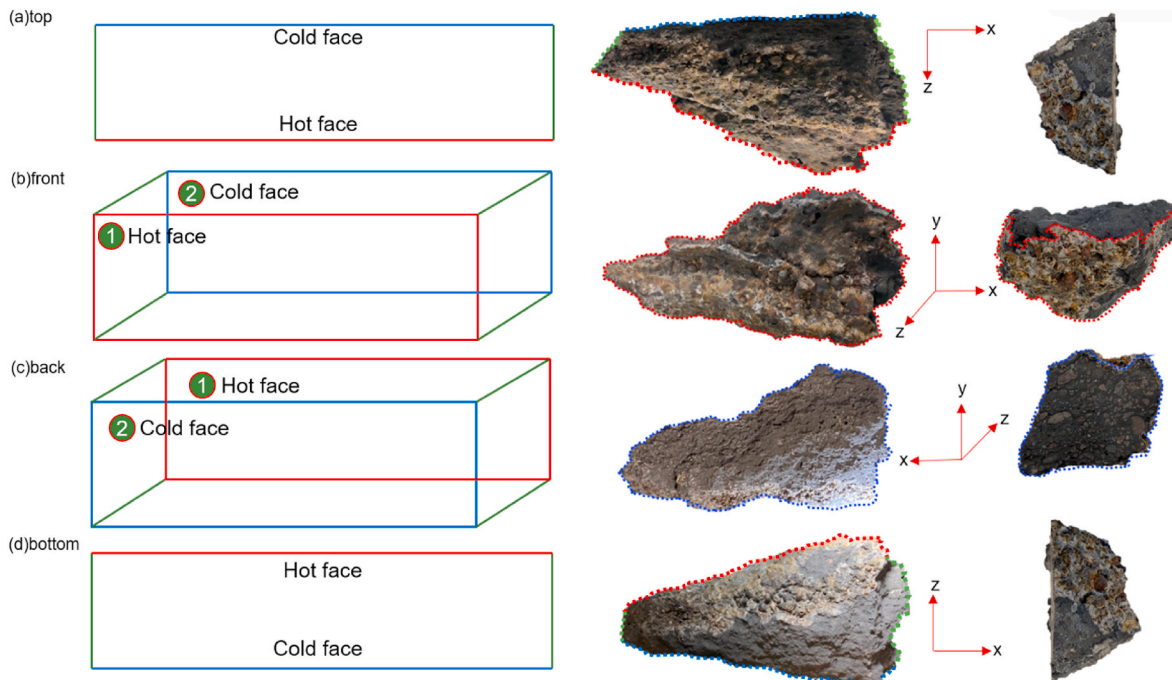 (a)top
Cold face
Hot face
x
z
(b)front
2 Cold face
1 Hot face
y
x
z
(c)back
1 Hot face
2 Cold face
y
z
x
(d)bottom
Hot face
Cold face
z
x